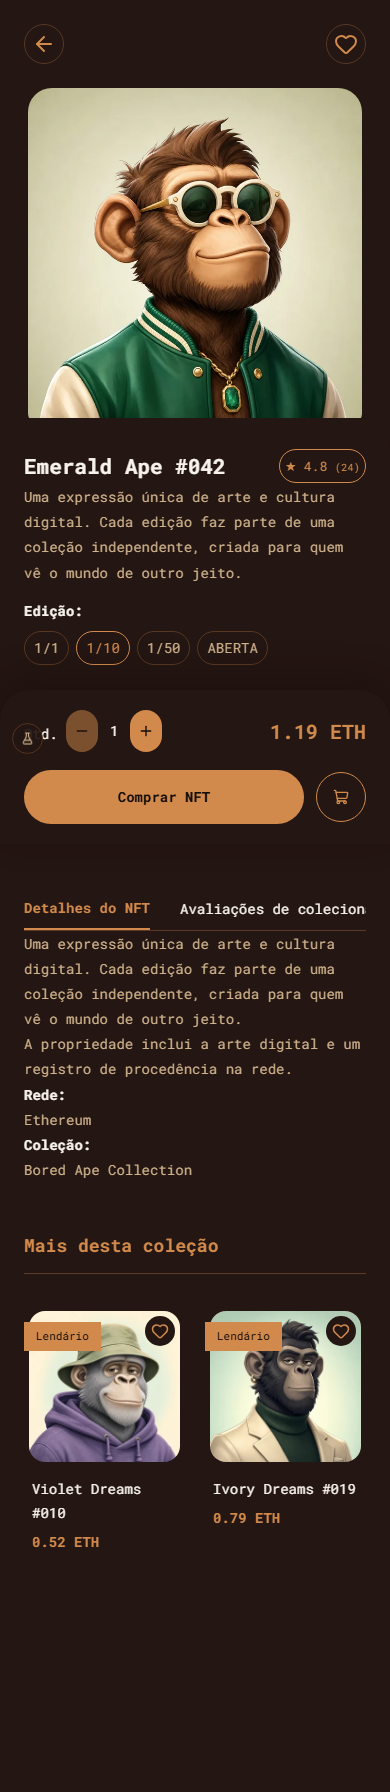 Emerald Ape #042
★ 4.8 (24)
Uma expressão única de arte e cultura
digital. Cada edição faz parte de uma
coleção independente, criada para quem
vê o mundo de outro jeito.
Edição:
1/1 1/10 1/50 ABERTA
d. − 1 + 1.19 ETH
Comprar NFT
Detalhes do NFT Avaliações de colecion
Uma expressão única de arte e cultura
digital. Cada edição faz parte de uma
coleção independente, criada para quem
vê o mundo de outro jeito.
A propriedade inclui a arte digital e um
registro de procedência na rede.
Rede:
Ethereum
Coleção:
Bored Ape Collection
Mais desta coleção
Lendário
Lendário
Violet Dreams
#010
0.52 ETH
Ivory Dreams #019
0.79 ETH